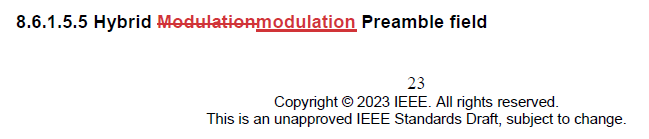 8.6.1.5.5 Hybrid Modulationmodulation Preamble field
23
Copyright © 2023 IEEE. All rights reserved.
This is an unapproved IEEE Standards Draft, subject to change.